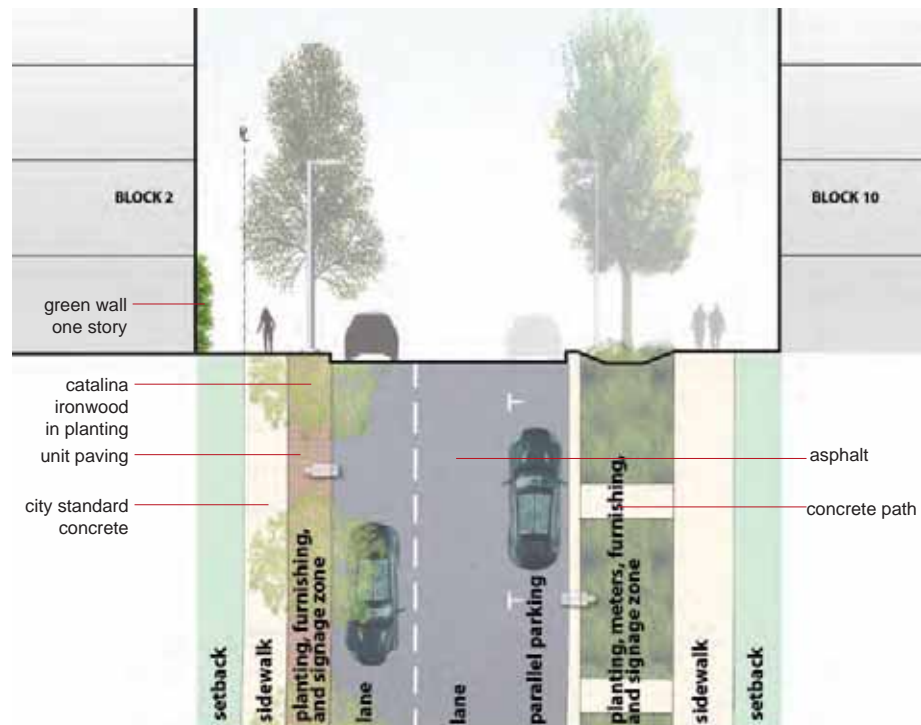 BLOCK 2
BLOCK 10
green wall
one story
catalina
ironwood
in planting
unit paving
city standard
concrete
asphalt
concrete path
setback
sidewalk
planting, furnishing,
and signage zone
lane
lane
parallel parking
planting, meters, furnishing,
and signage zone
sidewalk
setback